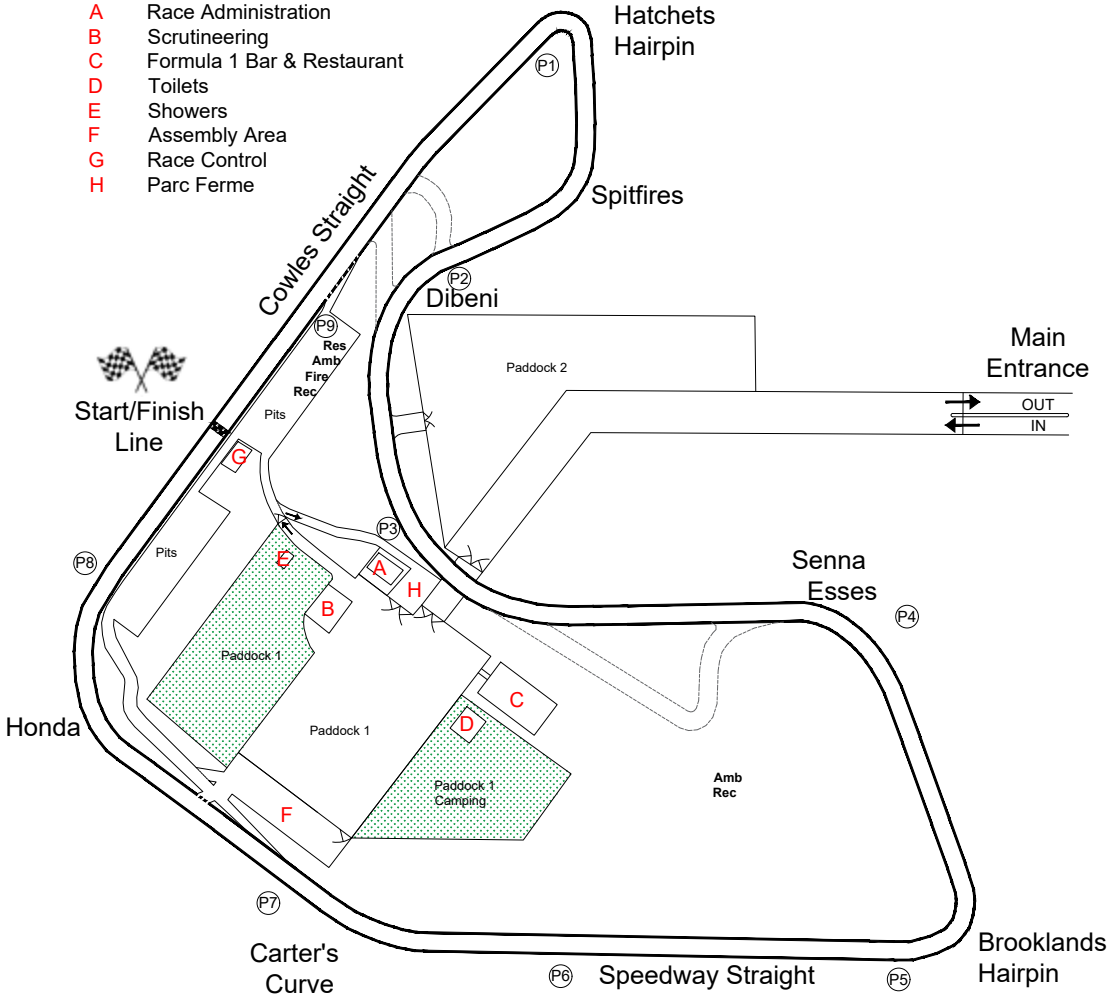 A Race Administration
B Scrutineering
C Formula 1 Bar & Restaurant
D Toilets
E Showers
F Assembly Area
G Race Control
H Parc Ferme
Hatchets
Hairpin
P1
Spitfires
Cowles Straight
P2
Dibeni
P9
Res
Amb
Fire
Rec
Pits
Paddock 2
Main
Entrance
OUT
IN
Start/Finish
Line
G
P3
P8
Pits
E
A
H
B
Senna
Esses
P4
Paddock 1
C
D
Honda
Paddock 1
Paddock 1
Camping
Amb
Rec
F
P7
Carter's
Curve
P6
Speedway Straight
P5
Brooklands
Hairpin